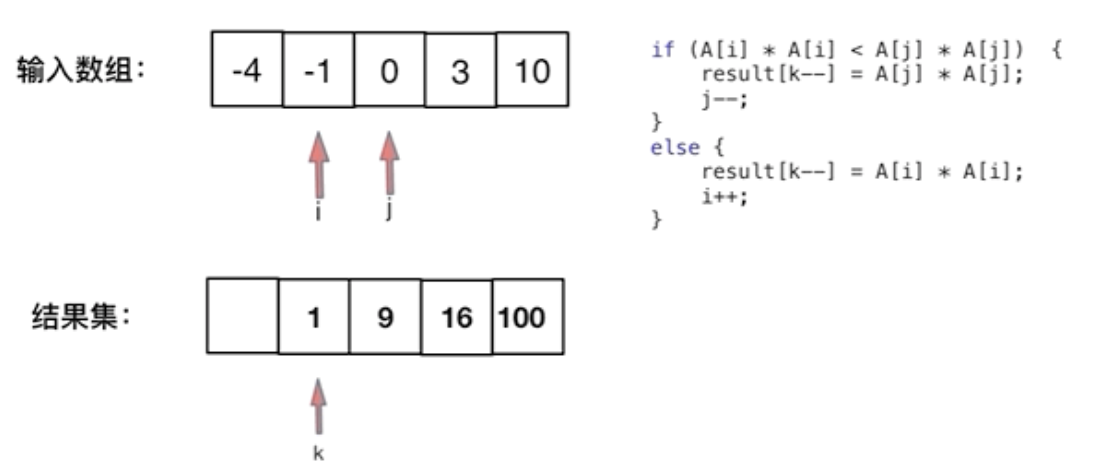 输入数组：
-4 -1 0 3 10
i j
结果集：
1 9 16 100
k
if (A[i] * A[i] < A[j] * A[j]) {
result[k--] = A[j] * A[j];
j--;
}
else {
result[k--] = A[i] * A[i];
i++;
}